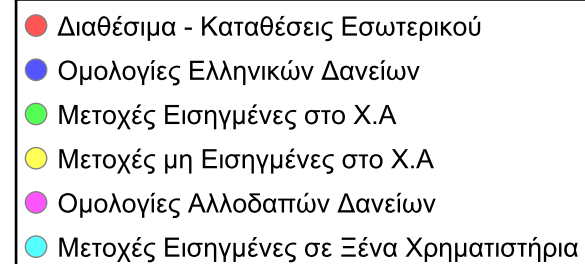 Διαθέσιμα - Καταθέσεις Εσωτερικού
Ομολογίες Ελληνικών Δανείων
Μετοχές Εισηγμένες στο Χ.Α
Μετοχές μη Εισηγμένες στο Χ.Α
Ομολογίες Αλλοδαπών Δανείων
Μετοχές Εισηγμένες σε Ξένα Χρηματιστήρια